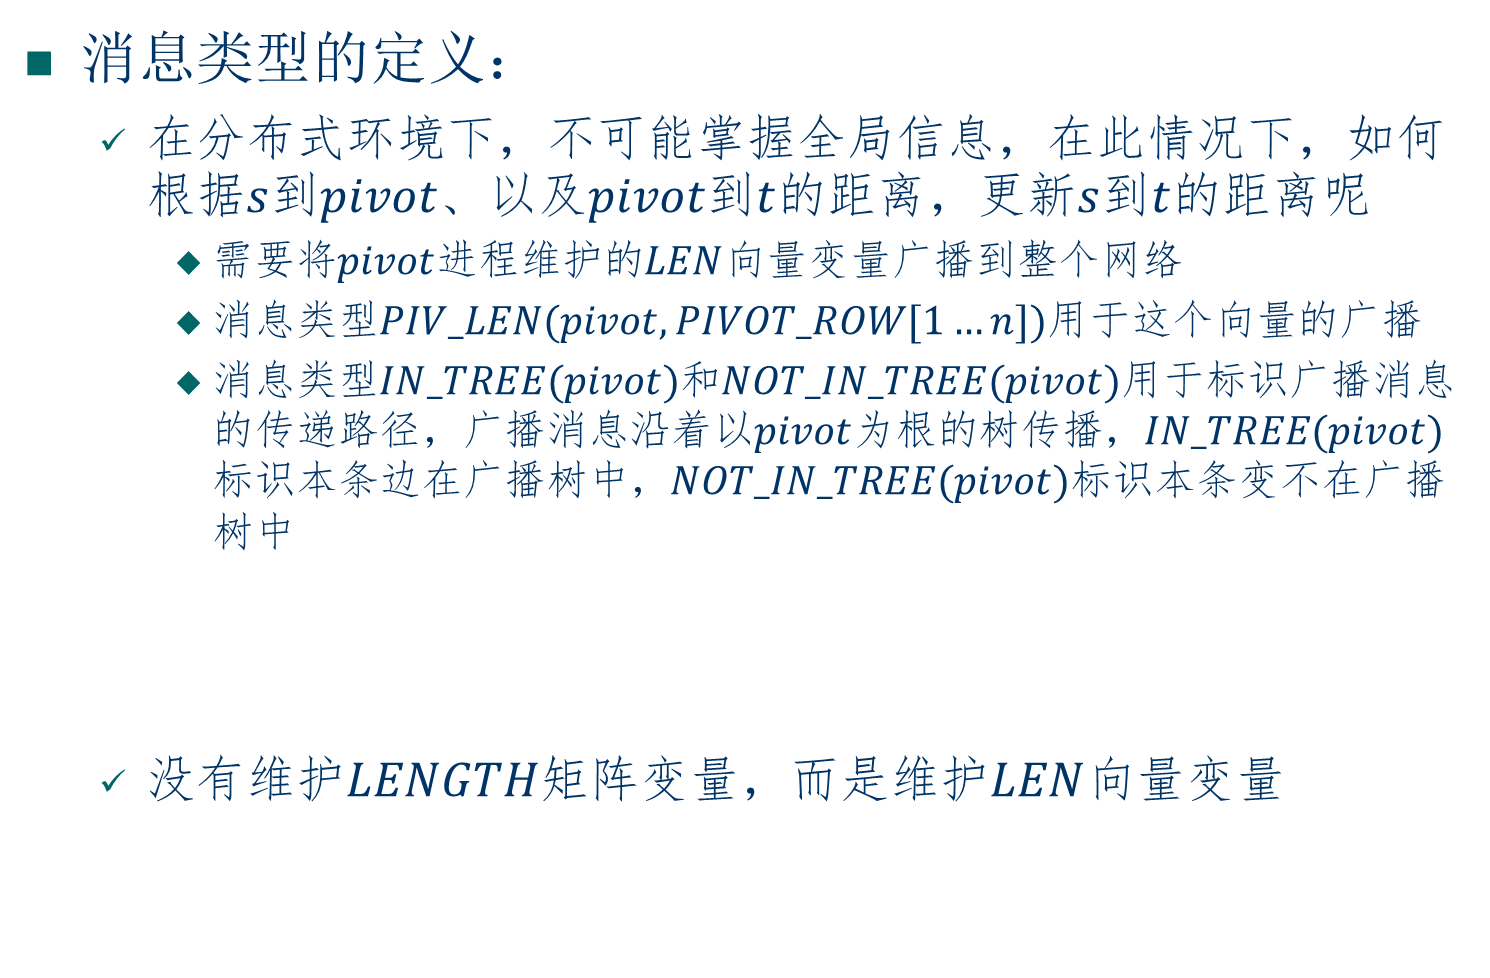 消息类型的定义：
在分布式环境下，不可能掌握全局信息，在此情况下，如何
根据s到pivot、以及pivot到t的距离，更新s到t的距离呢
需要将pivot进程维护的LEN向量变量广播到整个网络
消息类型PIV_LEN(pivot, PIVOT_ROW[1 … n])用于这个向量的广播
消息类型IN_TREE(pivot)和NOT_IN_TREE(pivot)用于标识广播消息
的传递路径，广播消息沿着以pivot为根的树传播，IN_TREE(pivot)
标识本条边在广播树中，NOT_IN_TREE(pivot)标识本条变不在广播
树中
没有维护LENGTH矩阵变量，而是维护LEN向量变量